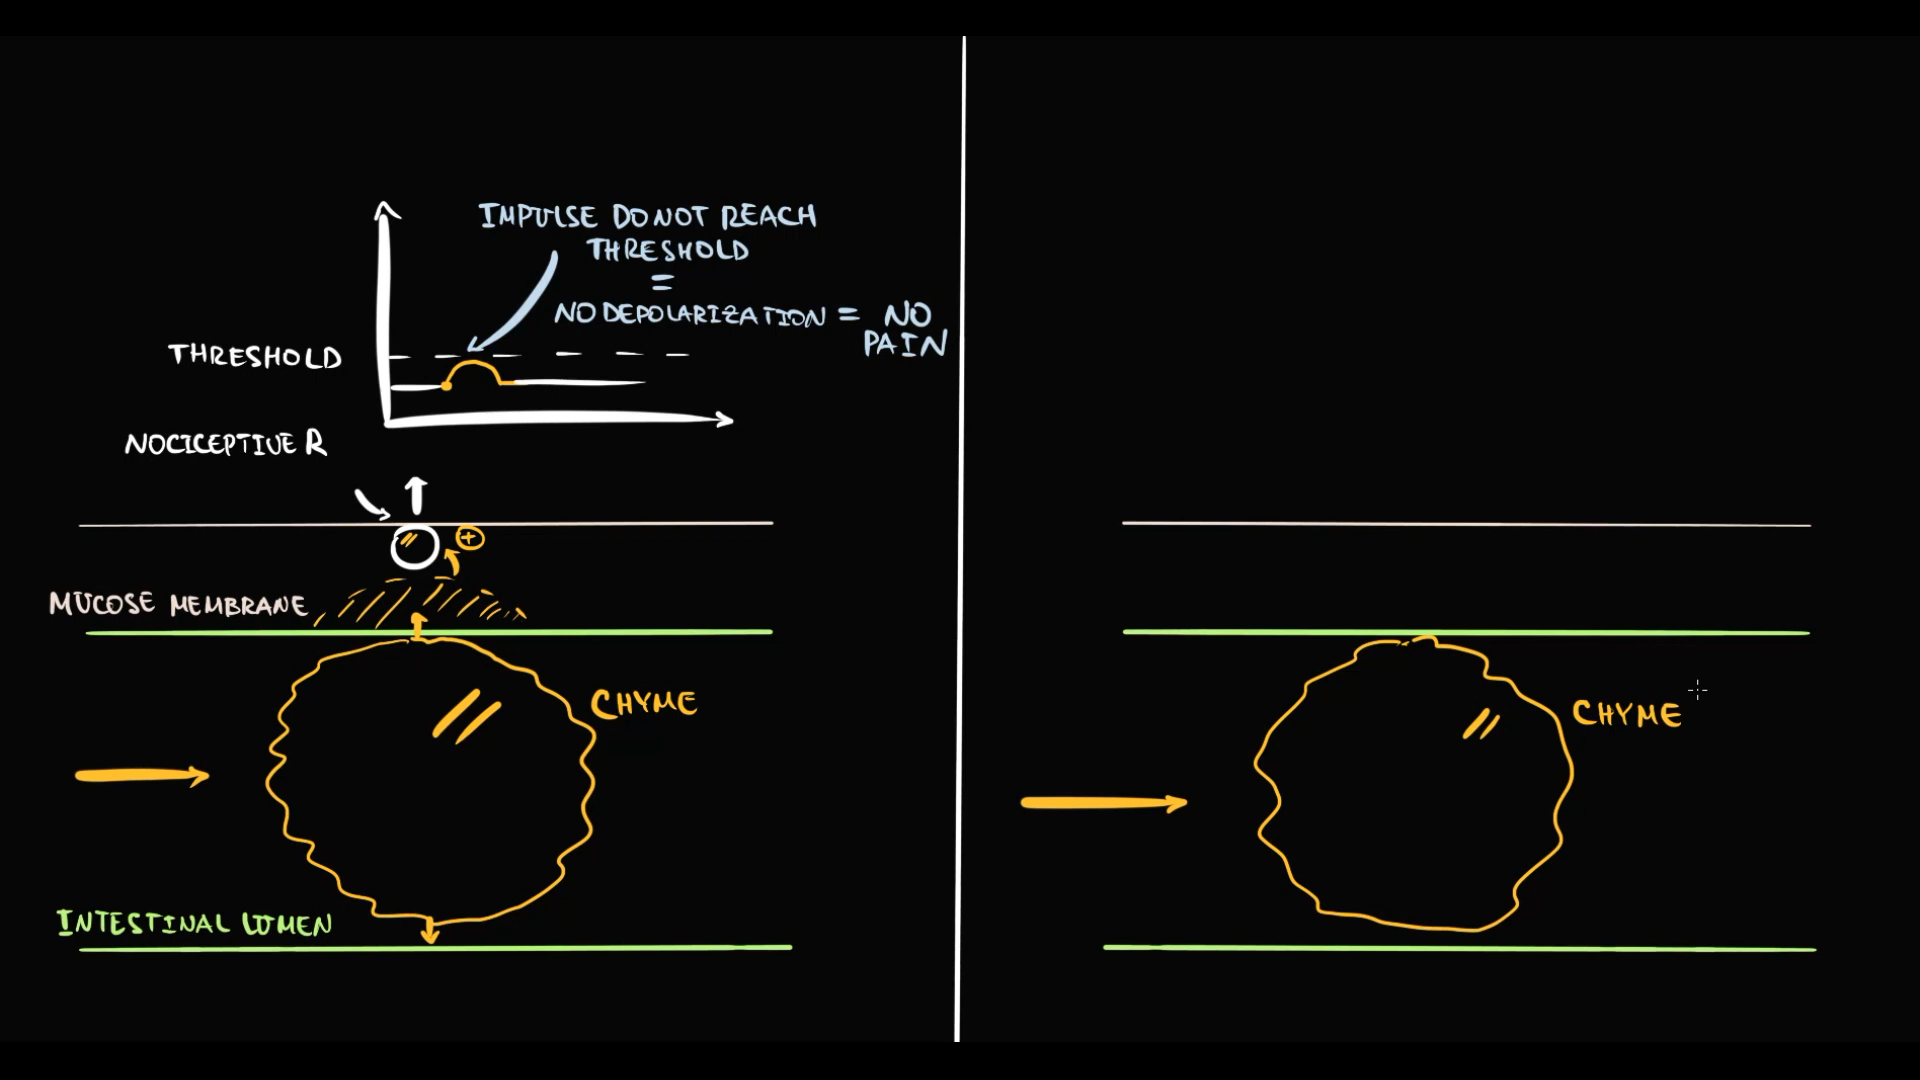 IMPULSE DO NOT REACH
THRESHOLD
=
NO DEPOLARIZATION = NO
PAIN
THRESHOLD
NOCICEPTIVE R
+
MUCOSE MEMBRANE
CHYME
INTESTINAL LUMEN
CHYME